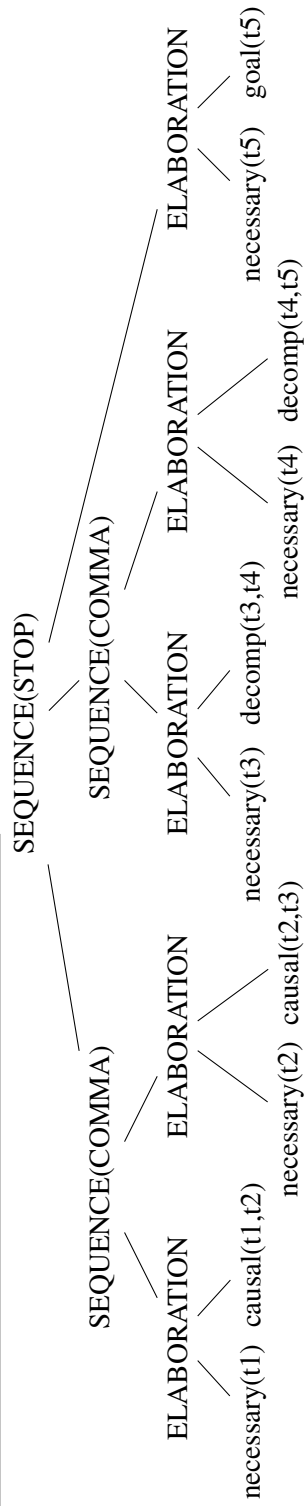 SEQUENCE(STOP)
SEQUENCE(COMMA)
SEQUENCE(COMMA)
ELABORATION
ELABORATION
ELABORATION
ELABORATION
ELABORATION
necessary(t1) causal(t1,t2)
necessary(t2) causal(t2,t3)
necessary(t3) decomp(t3,t4)
necessary(t4) decomp(t4,t5)
necessary(t5) goal(t5)